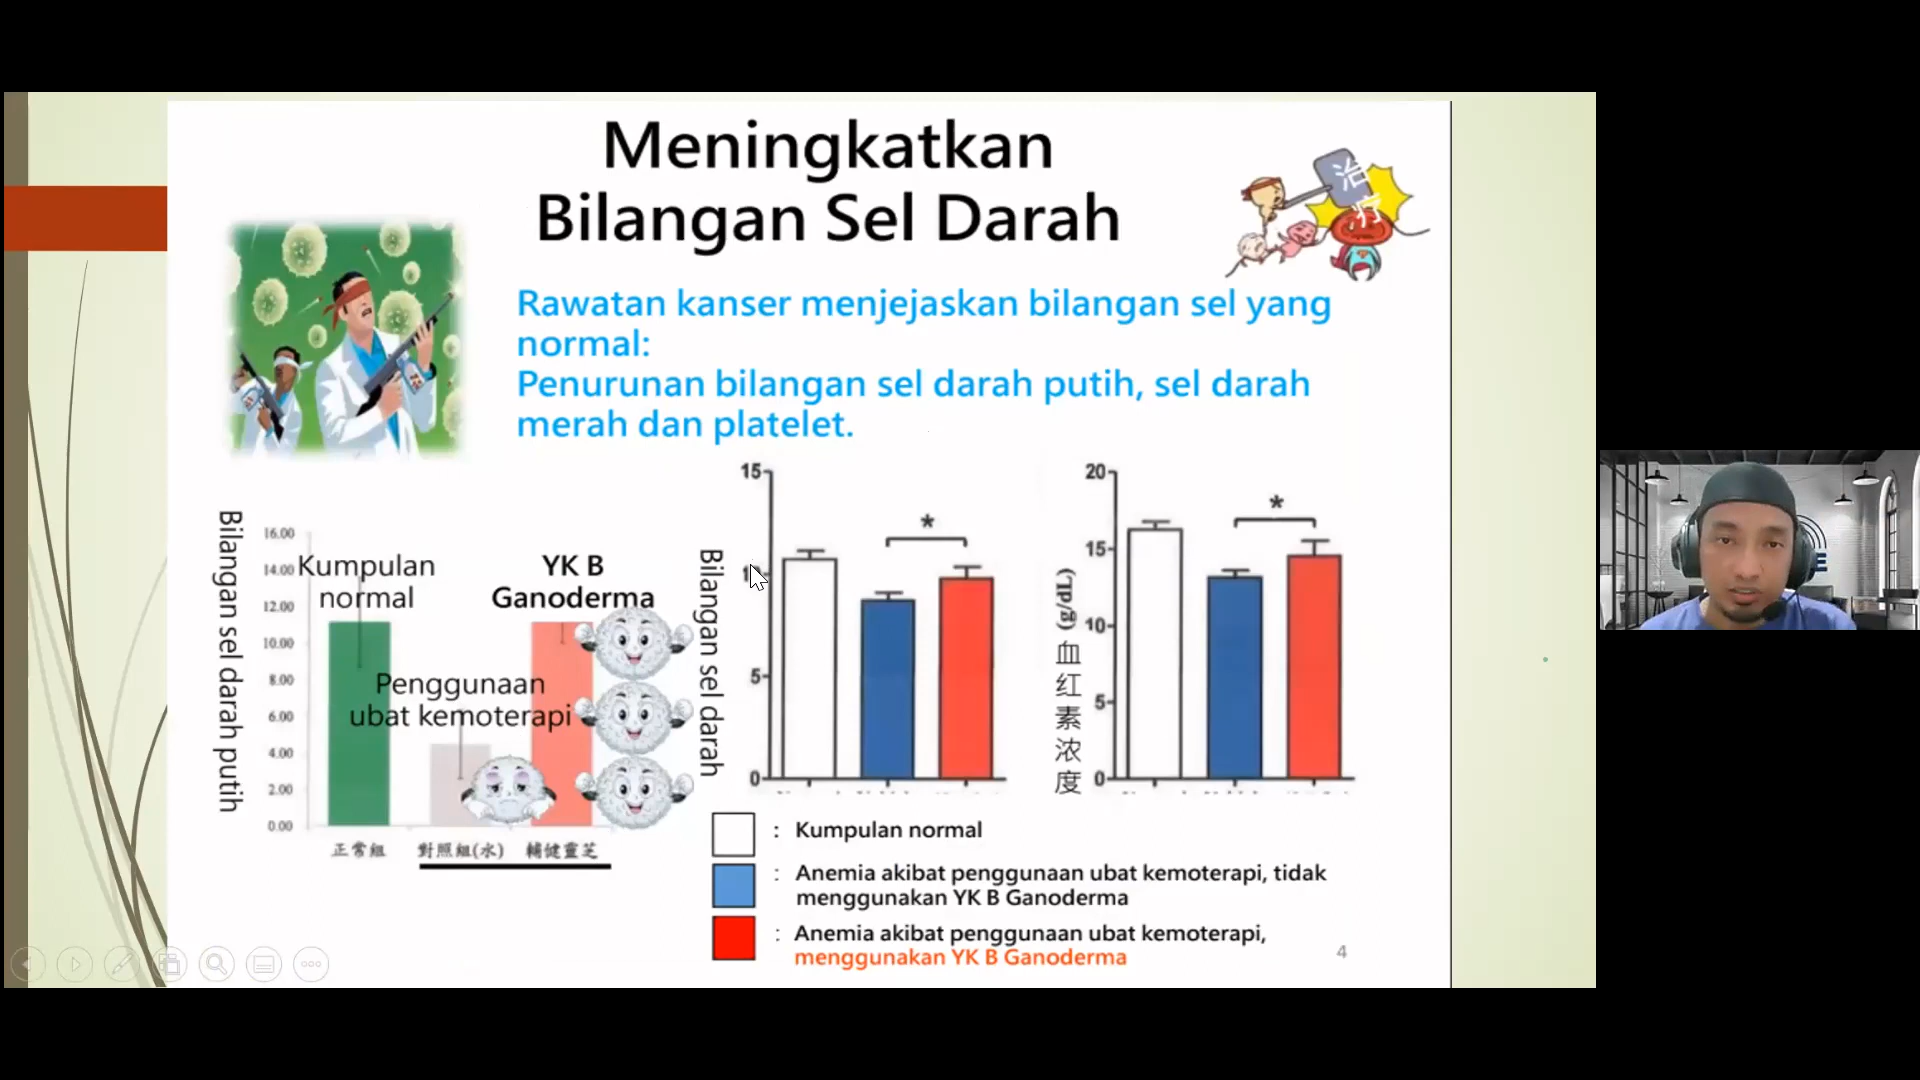 Meningkatkan
Bilangan Sel Darah
治
疗
Rawatan kanser menjejaskan bilangan sel yang
normal:
Penurunan bilangan sel darah putih, sel darah
merah dan platelet.
Bilangan sel darah putih
16.00
14.00
12.00
10.00
8.00
6.00
4.00
2.00
0.00
Kumpulan
normal
Penggunaan
ubat kemoterapi
YK B
Ganoderma
正常組
對照組(水)
輔健靈芝
Bilangan sel darah
15
5
0
*
(g/dL)
血红素浓度
20
15
10
5
0
*
: Kumpulan normal
: Anemia akibat penggunaan ubat kemoterapi, tidak
menggunakan YK B Ganoderma
: Anemia akibat penggunaan ubat kemoterapi,
menggunakan YK B Ganoderma
4